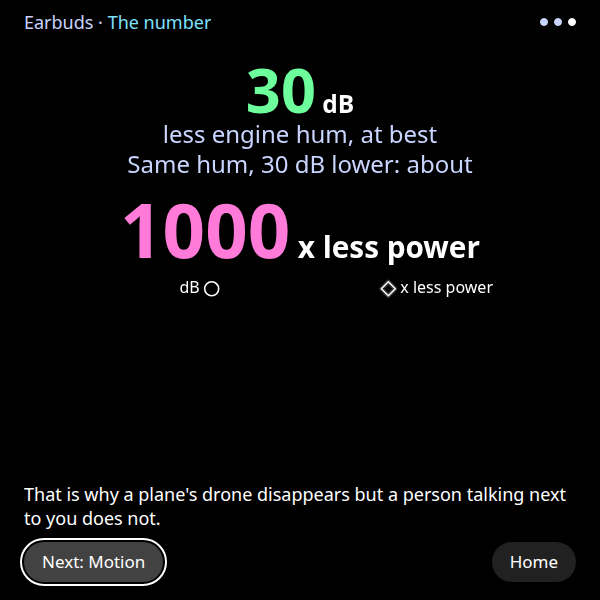 Earbuds · The number
30 dB
less engine hum, at best
Same hum, 30 dB lower: about
1000 x less power
dB
x less power
That is why a plane's drone disappears but a person talking next
to you does not.
Next: Motion
Home